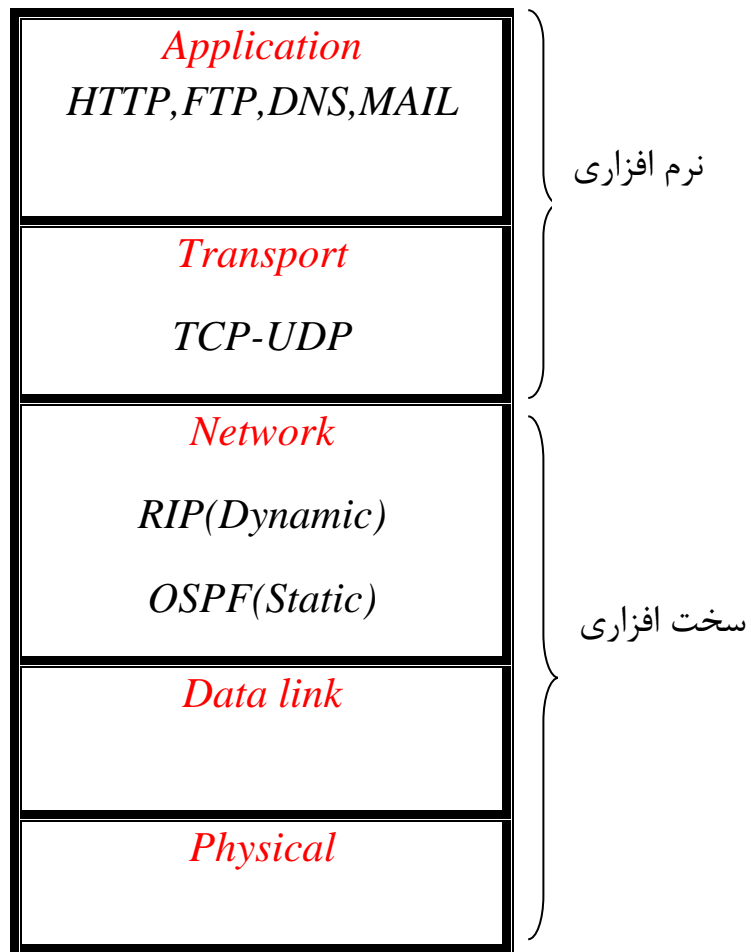 Application
HTTP,FTP,DNS,MAIL
نرم افزاری
Transport
TCP-UDP
Network
RIP(Dynamic)
OSPF(Static)
سخت افزاری
Data link
Physical